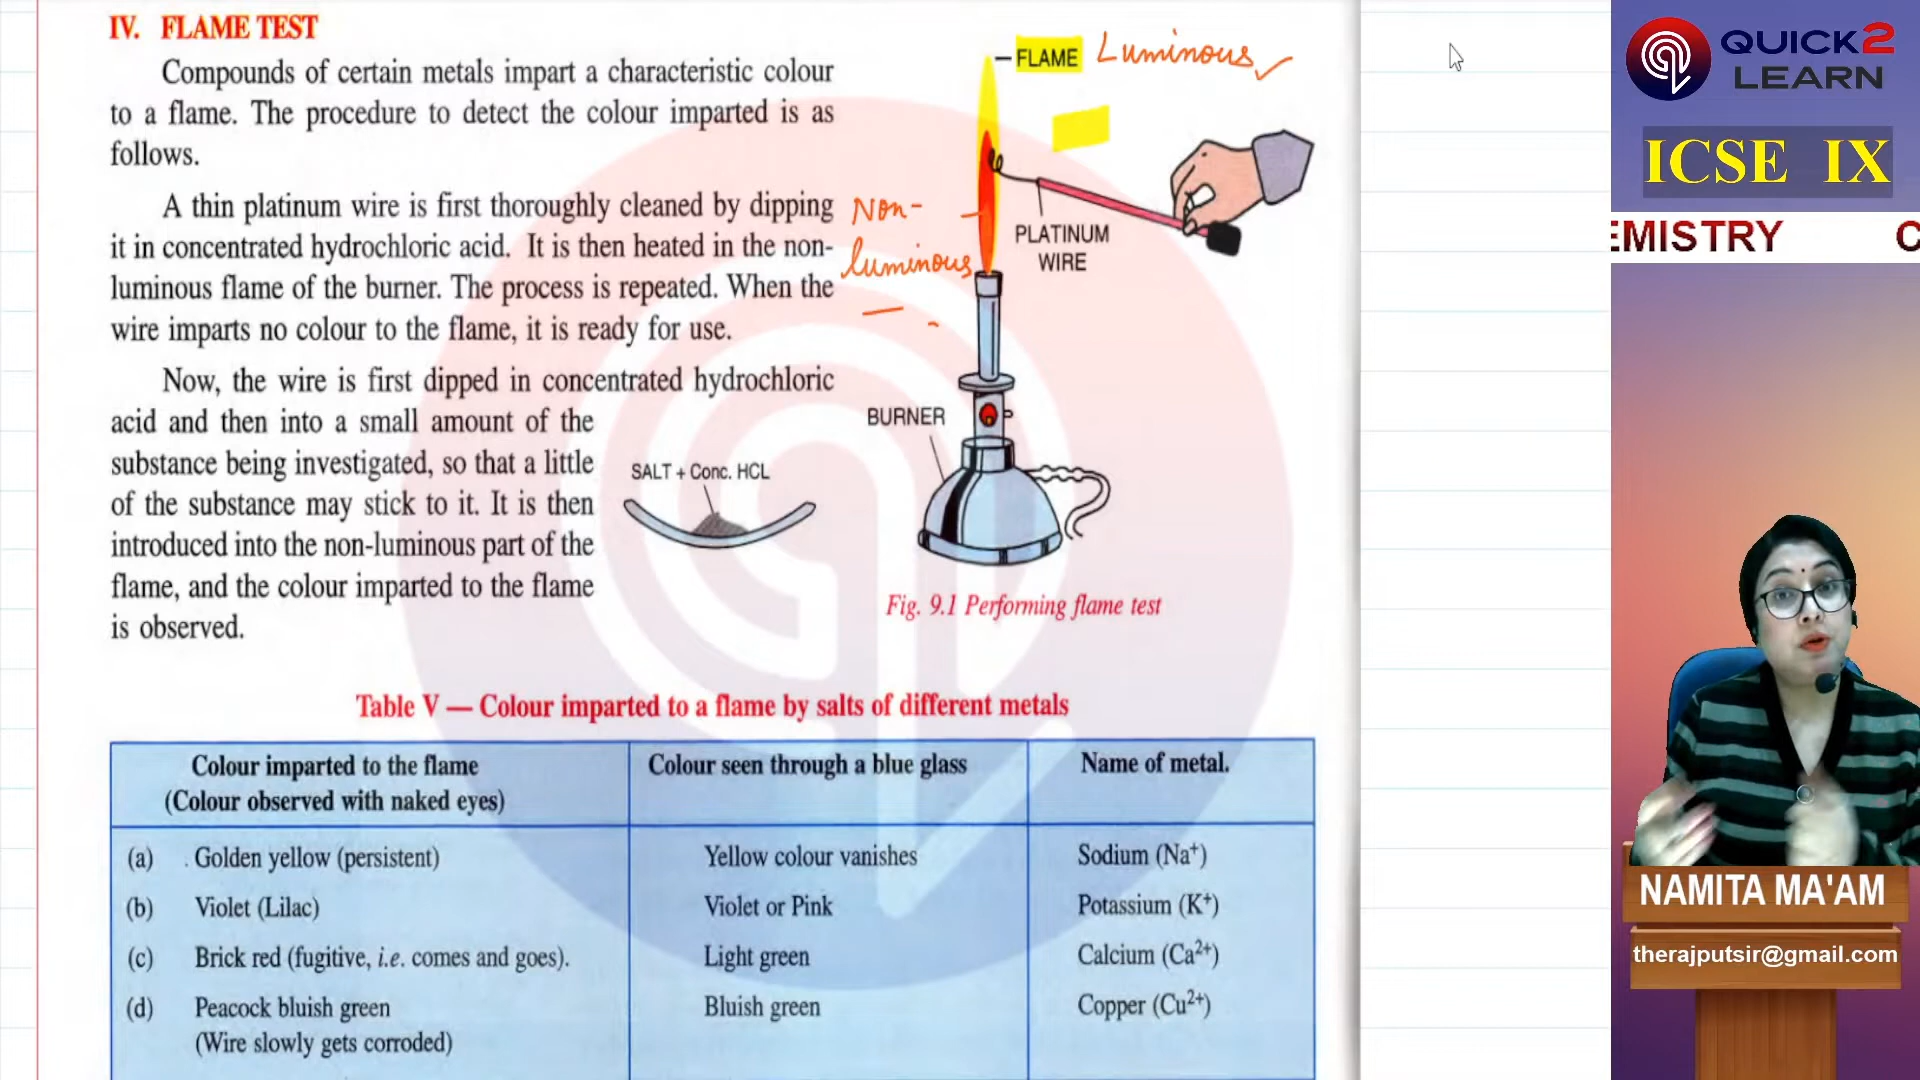 IV. FLAME TEST
Compounds of certain metals impart a characteristic colour
to a flame. The procedure to detect the colour imparted is as
follows.
A thin platinum wire is first thoroughly cleaned by dipping
it in concentrated hydrochloric acid. It is then heated in the non-
luminous flame of the burner. The process is repeated. When the
wire imparts no colour to the flame, it is ready for use.
Now, the wire is first dipped in concentrated hydrochloric
acid and then into a small amount of the
substance being investigated, so that a little
of the substance may stick to it. It is then
introduced into the non-luminous part of the
flame, and the colour imparted to the flame
is observed.
SALT + Conc. HCL
FLAME Luminous
Non-
luminous
PLATINUM
WIRE
BURNER
Fig. 9.1 Performing flame test
Table V — Colour imparted to a flame by salts of different metals
Colour imparted to the flame
(Colour observed with naked eyes)
Colour seen through a blue glass
Name of metal.
(a) Golden yellow (persistent) Yellow colour vanishes Sodium (Na⁺)
(b) Violet (Lilac) Violet or Pink Potassium (K⁺)
(c) Brick red (fugitive, i.e. comes and goes). Light green Calcium (Ca²⁺)
(d) Peacock bluish green Bluish green Copper (Cu²⁺)
(Wire slowly gets corroded)
QUICK2
LEARN
ICSE IX
EMISTRY C
NAMITA MA'AM
therajputsir@gmail.com